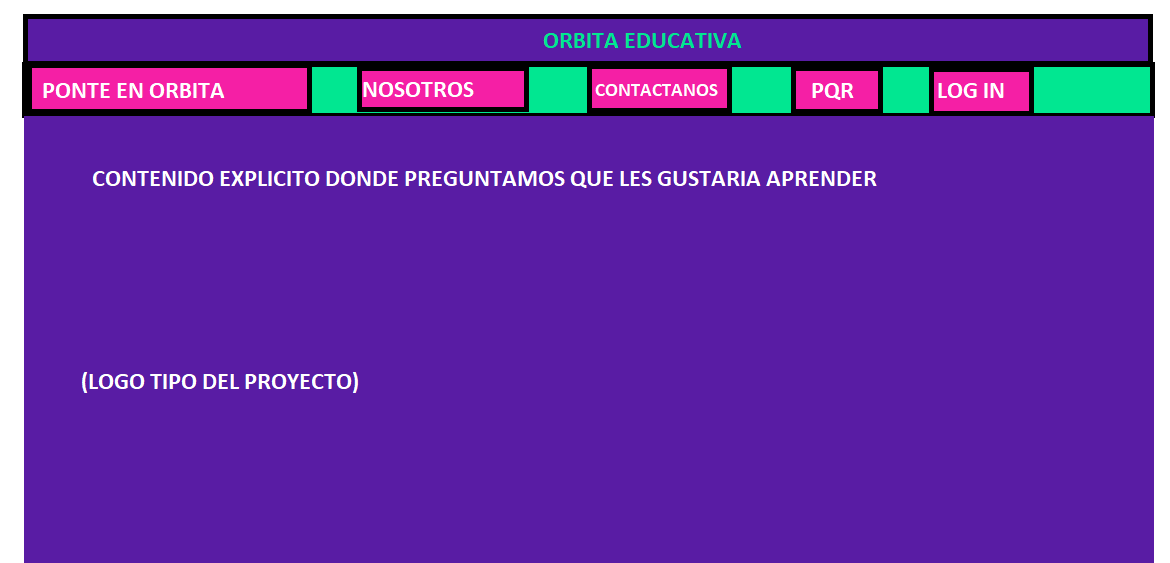 ORBITA EDUCATIVA
PONTE EN ORBITA NOSOTROS CONTACTANOS PQR LOG IN
CONTENIDO EXPLICITO DONDE PREGUNTAMOS QUE LES GUSTARIA APRENDER
(LOGO TIPO DEL PROYECTO)